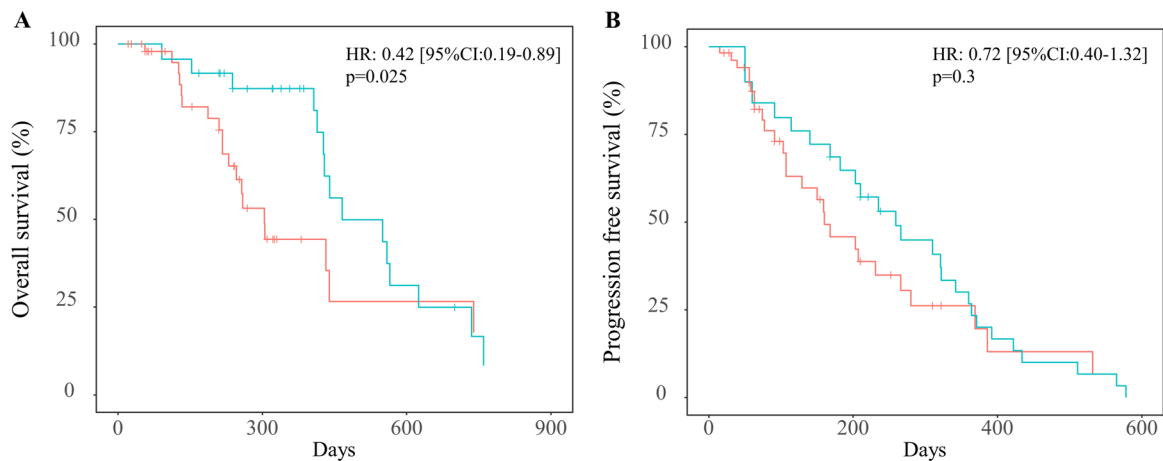 A
Overall survival (%)
100
75
50
25
0
HR: 0.42 [95%CI:0.19-0.89]
p=0.025
0 300 600 900
Days
B
Progression free survival (%)
100
75
50
25
0
HR: 0.72 [95%CI:0.40-1.32]
p=0.3
0 200 400 600
Days